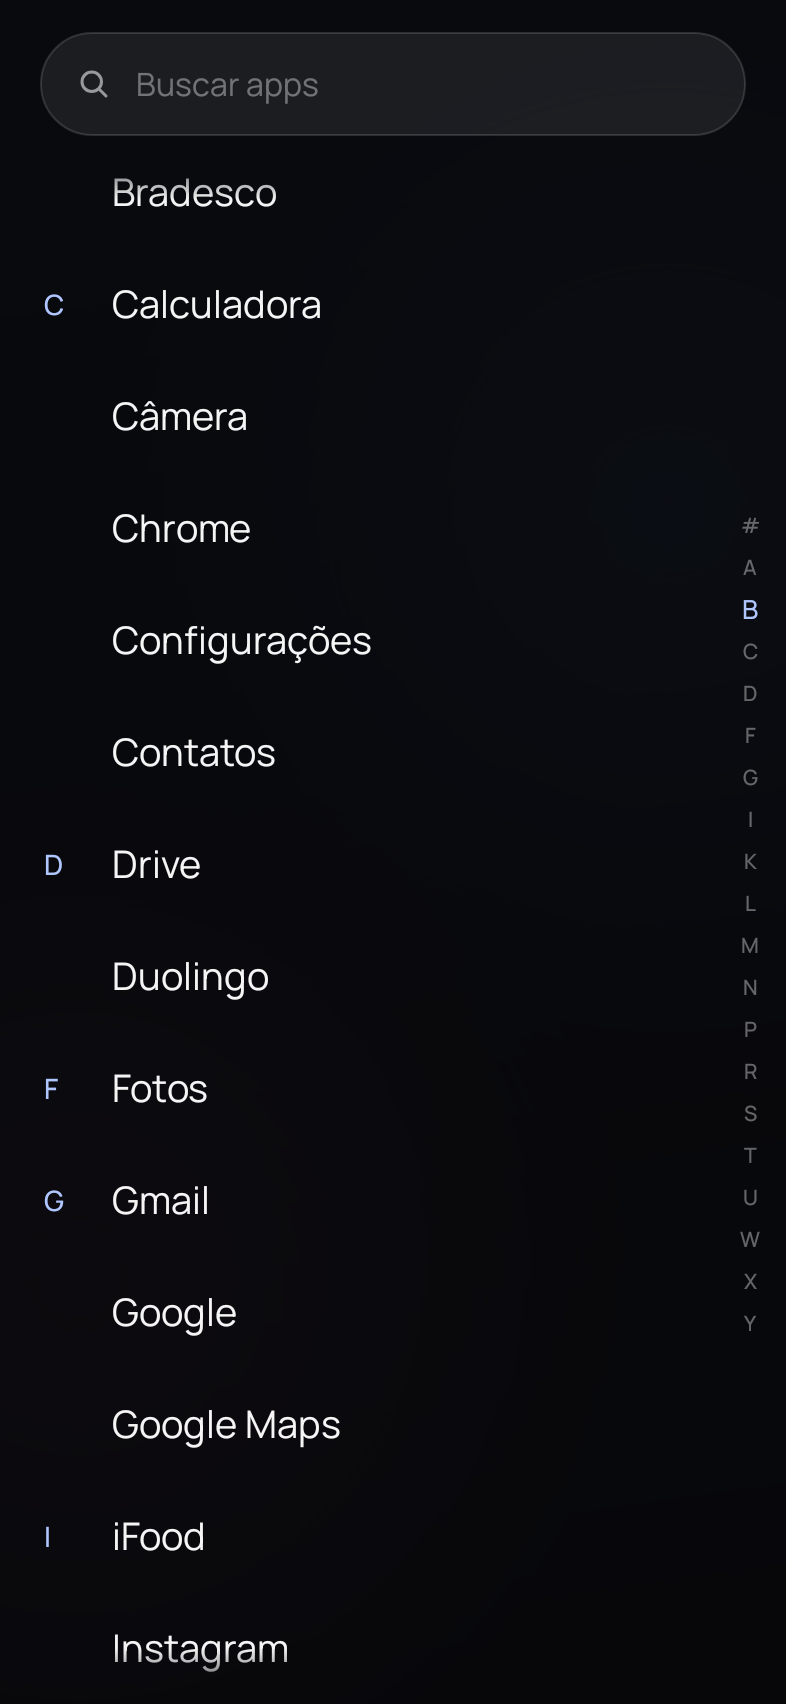 Buscar apps
Bradesco
C Calculadora
Câmera
Chrome
Configurações
Contatos
D Drive
Duolingo
F Fotos
G Gmail
Google
Google Maps
I iFood
Instagram
#
A
B
C
D
F
G
I
K
L
M
N
P
R
S
T
U
W
X
Y